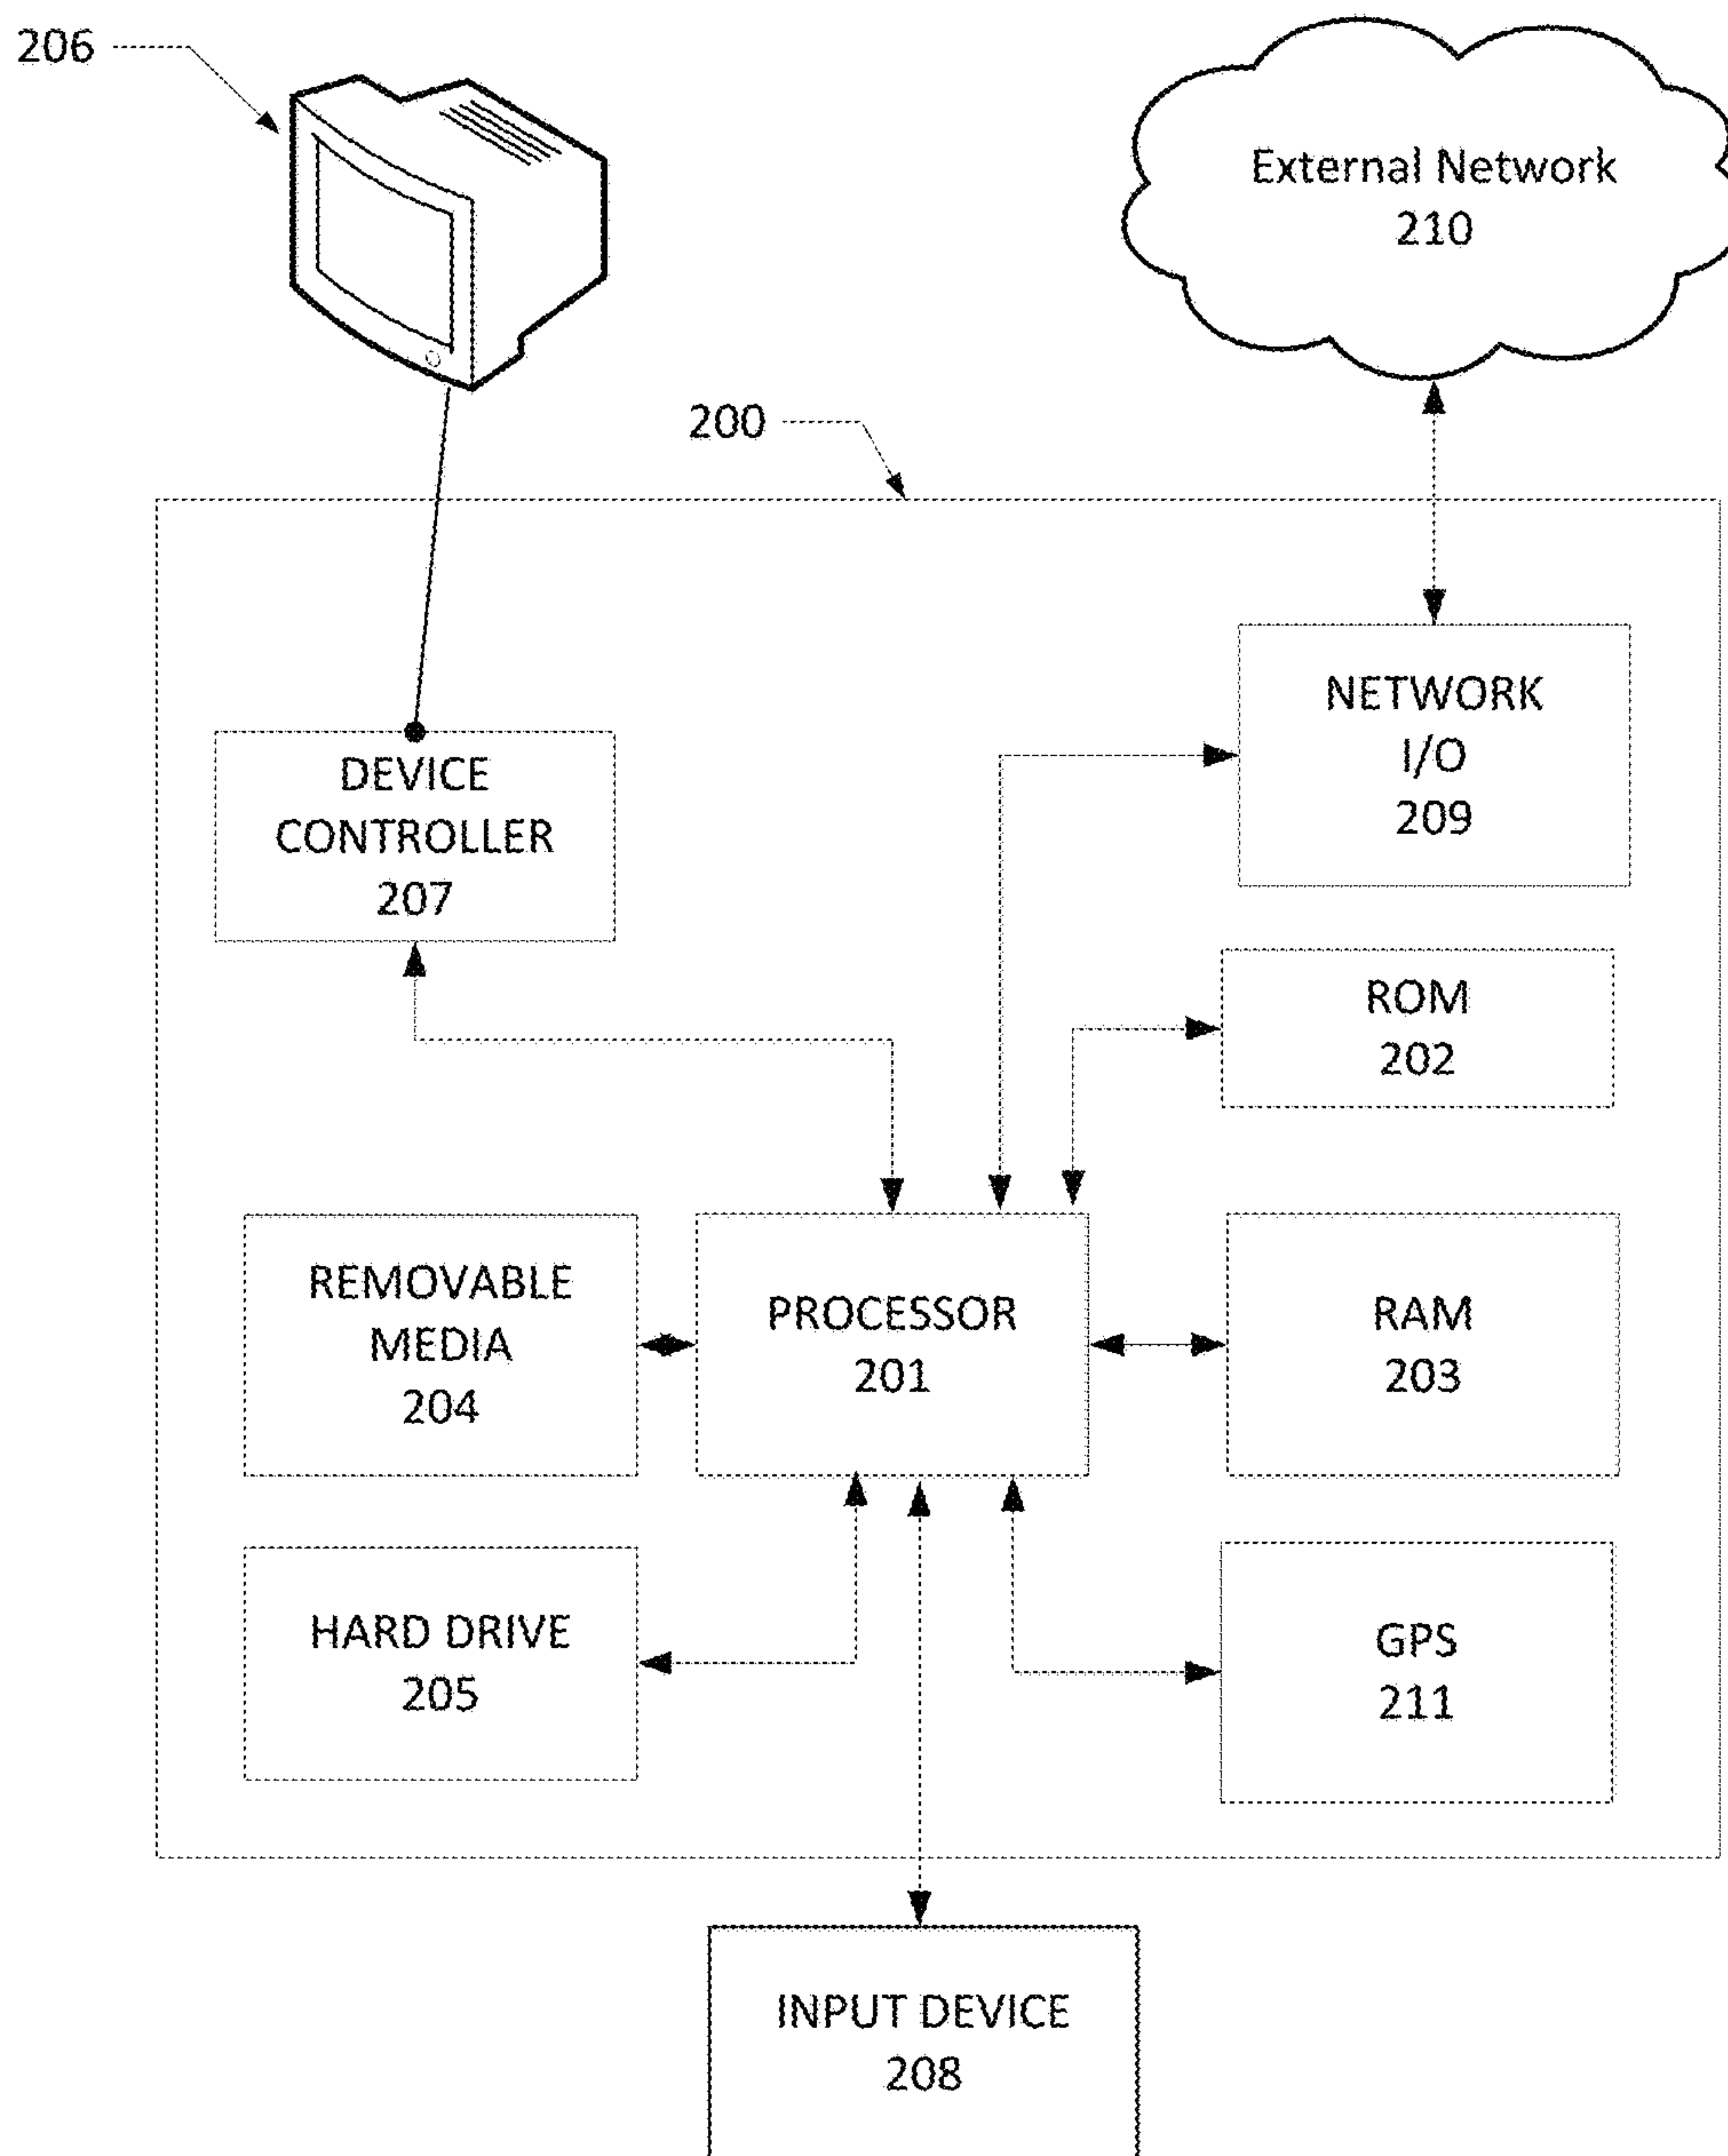 206
External Network
210
200
NETWORK
I/O
209
DEVICE
CONTROLLER
207
ROM
202
REMOVABLE
MEDIA
204
PROCESSOR
201
RAM
203
HARD DRIVE
205
GPS
211
INPUT DEVICE
208